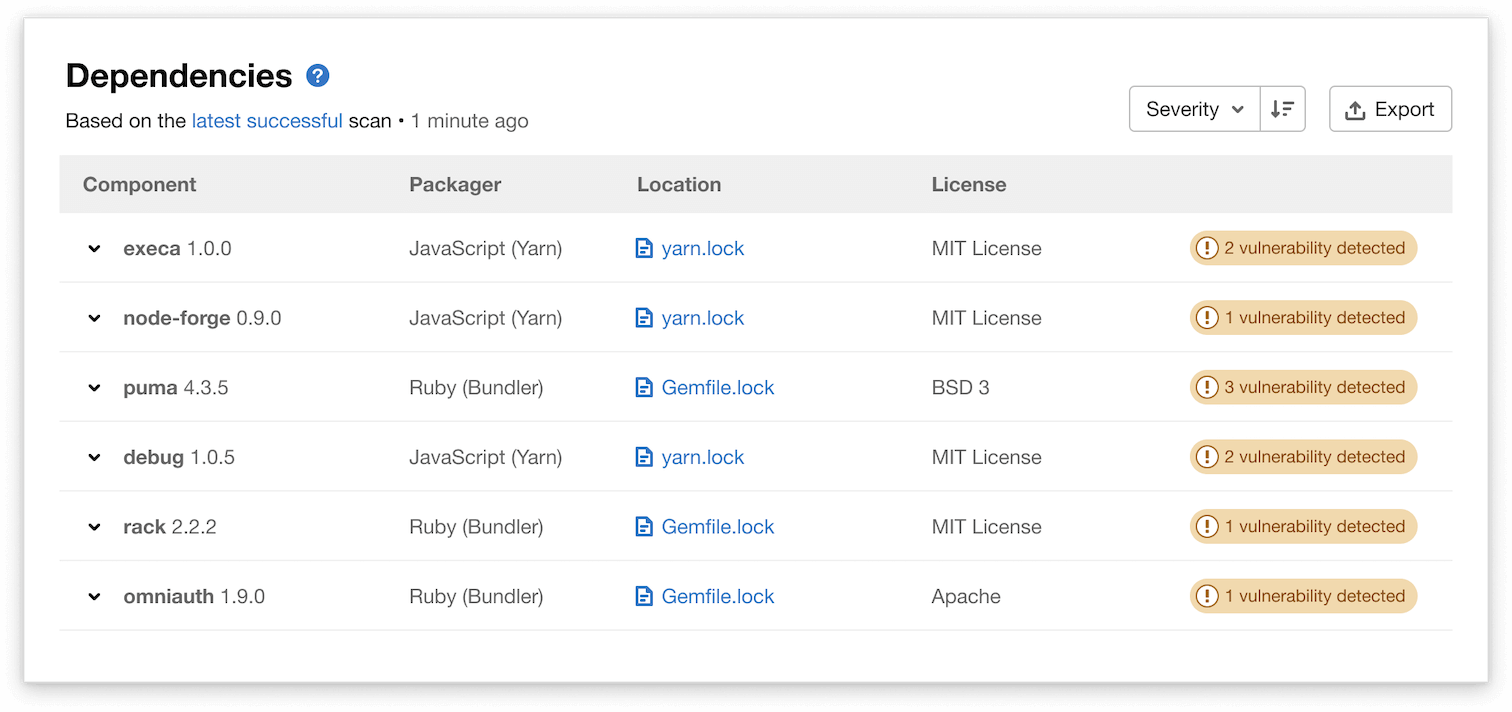 Dependencies ?
Based on the latest successful scan • 1 minute ago
Severity
Export
Component Packager Location License
execa 1.0.0 JavaScript (Yarn) yarn.lock MIT License ! 2 vulnerability detected
node-forge 0.9.0 JavaScript (Yarn) yarn.lock MIT License ! 1 vulnerability detected
puma 4.3.5 Ruby (Bundler) Gemfile.lock BSD 3 ! 3 vulnerability detected
debug 1.0.5 JavaScript (Yarn) yarn.lock MIT License ! 2 vulnerability detected
rack 2.2.2 Ruby (Bundler) Gemfile.lock MIT License ! 1 vulnerability detected
omniauth 1.9.0 Ruby (Bundler) Gemfile.lock Apache ! 1 vulnerability detected